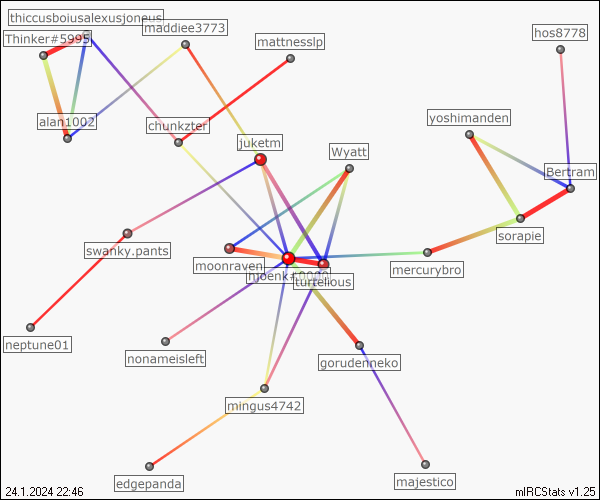 thiccusboiusalexusjoneus
Thinker#5995
maddiee3773
mattnesslp
hos8778
alan1002
chunkzter
juketm
Wyatt
yoshimanden
Bertram
sorapie
swanky.pants
moonraven
turtelious
mercurybro
neptune01
nonameisleft
gorudenneko
mingus4742
edgepanda
majestico
24.1.2024 22:46
mIRCStats v1.25